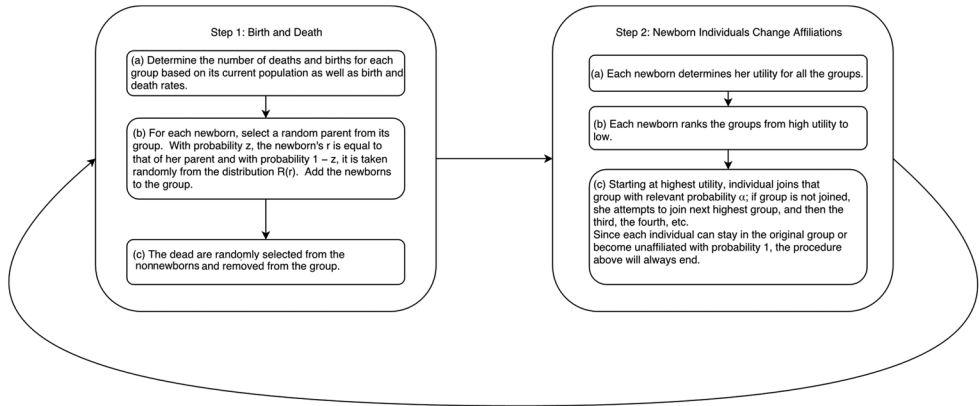 Step 1: Birth and Death
(a) Determine the number of deaths and births for each
group based on its current population as well as birth and
death rates.
(b) For each newborn, select a random parent from its
group. With probability z, the newborn's r is equal to
that of her parent and with probability 1 − z, it is taken
randomly from the distribution R(r). Add the newborns
to the group.
(c) The dead are randomly selected from the
nonnewborns and removed from the group.
Step 2: Newborn Individuals Change Affiliations
(a) Each newborn determines her utility for all the groups.
(b) Each newborn ranks the groups from high utility to
low.
(c) Starting at highest utility, individual joins that
group with relevant probability α; if group is not joined,
she attempts to join next highest group, and then the
third, the fourth, etc.
Since each individual can stay in the original group or
become unaffiliated with probability 1, the procedure
above will always end.